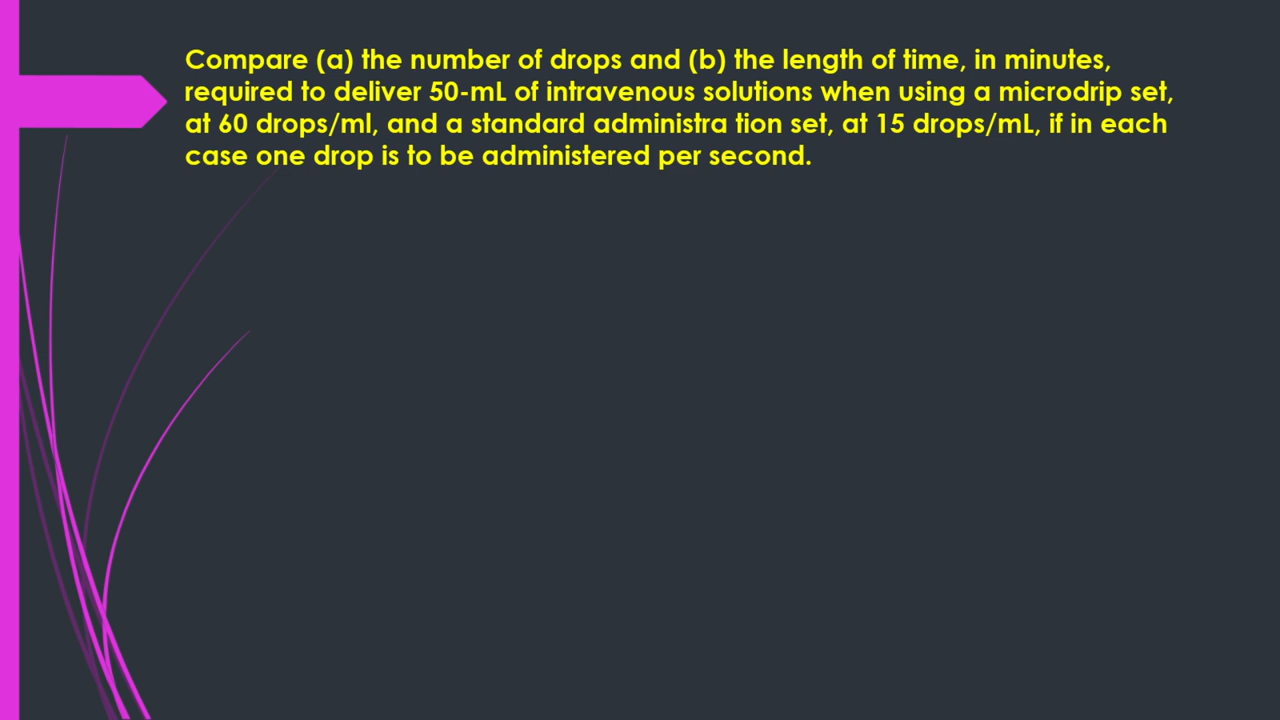 Compare (a) the number of drops and (b) the length of time, in minutes,
required to deliver 50-mL of intravenous solutions when using a microdrip set,
at 60 drops/ml, and a standard administra tion set, at 15 drops/mL, if in each
case one drop is to be administered per second.